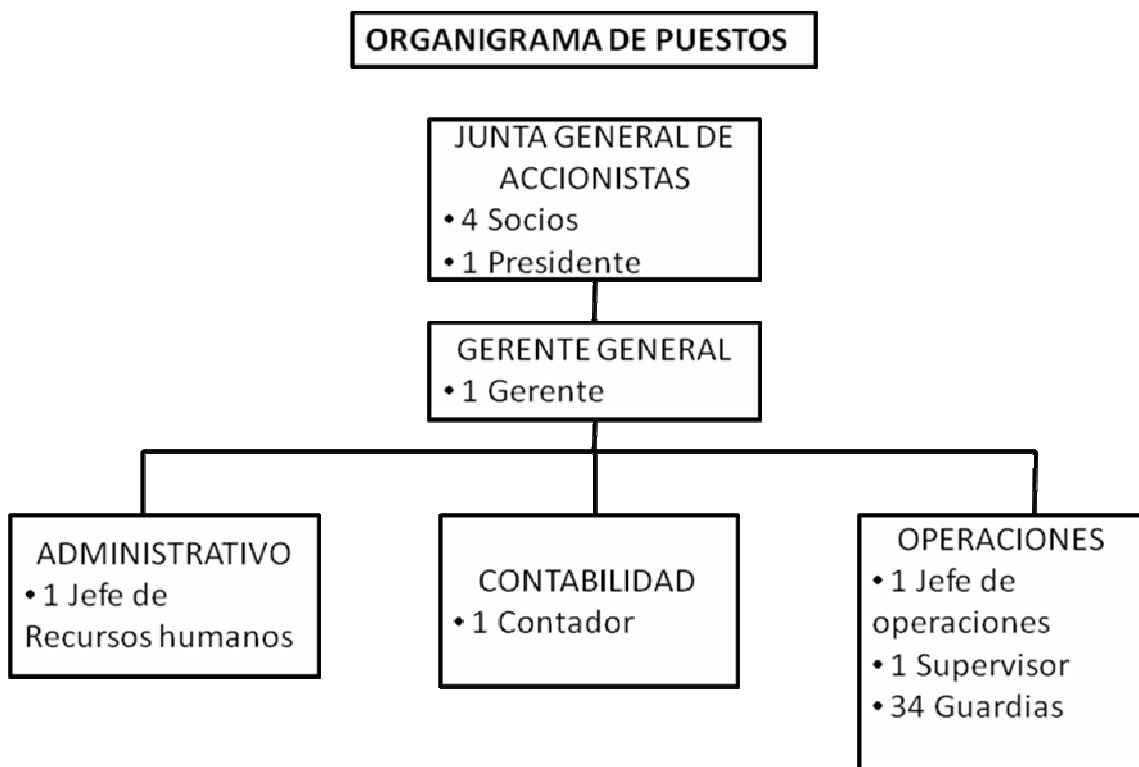 ORGANIGRAMA DE PUESTOS
JUNTA GENERAL DE
ACCIONISTAS
• 4 Socios
• 1 Presidente
GERENTE GENERAL
• 1 Gerente
ADMINISTRATIVO
• 1 Jefe de
Recursos humanos
CONTABILIDAD
• 1 Contador
OPERACIONES
• 1 Jefe de
operaciones
• 1 Supervisor
• 34 Guardias